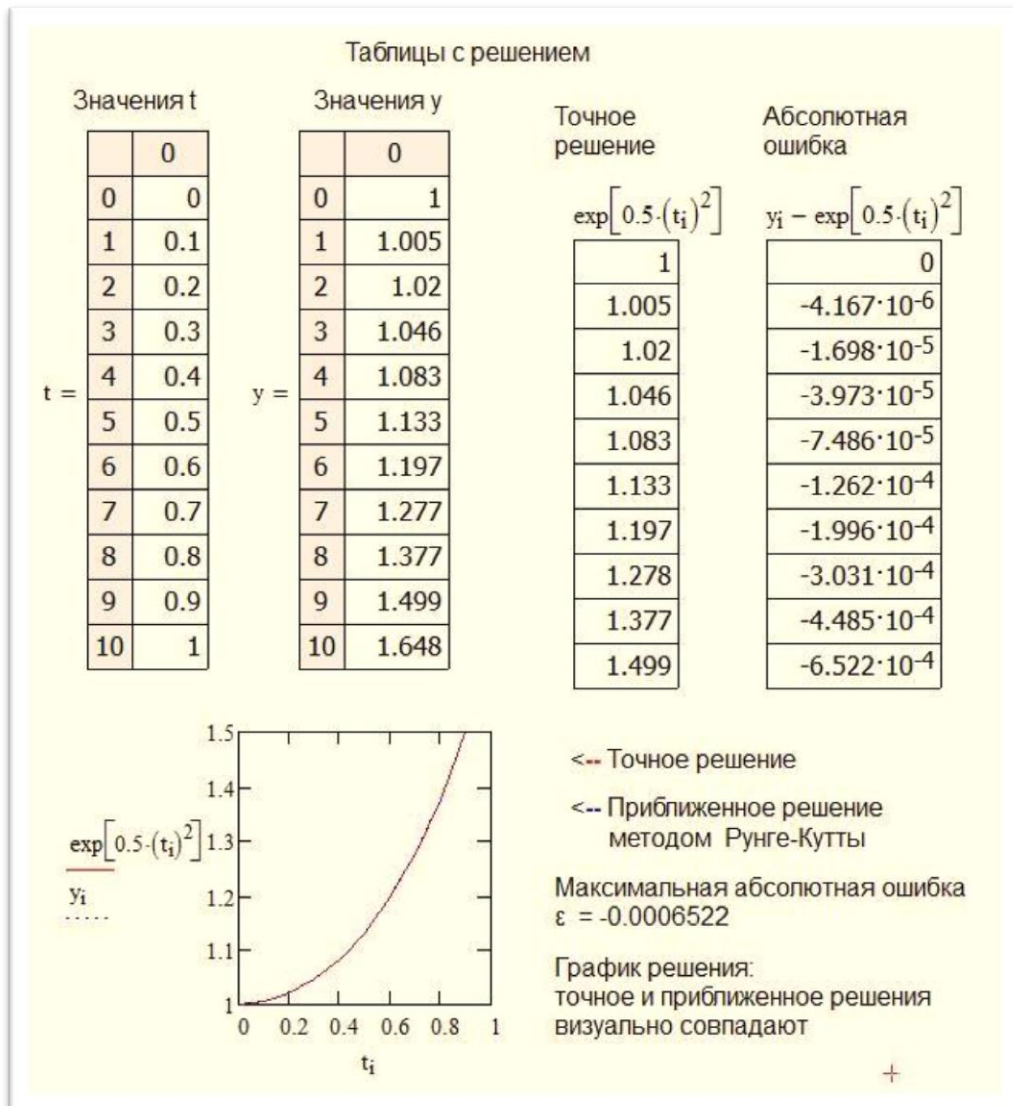 Таблицы с решением
Значения t
Значения y
Точное решение
Абсолютная ошибка
t =
0
0 0
1 0.1
2 0.2
3 0.3
4 0.4
5 0.5
6 0.6
7 0.7
8 0.8
9 0.9
10 1
y =
0
0 1
1 1.005
2 1.02
3 1.046
4 1.083
5 1.133
6 1.197
7 1.277
8 1.377
9 1.499
10 1.648
exp[0.5·(tᵢ)²]
1
1.005
1.02
1.046
1.083
1.133
1.197
1.278
1.377
1.499
yᵢ − exp[0.5·(tᵢ)²]
0
-4.167·10⁻⁶
-1.698·10⁻⁵
-3.973·10⁻⁵
-7.486·10⁻⁵
-1.262·10⁻⁴
-1.996·10⁻⁴
-3.031·10⁻⁴
-4.485·10⁻⁴
-6.522·10⁻⁴
exp[0.5·(tᵢ)²]
yᵢ
1.5
1.4
1.3
1.2
1.1
1
0 0.2 0.4 0.6 0.8 1
tᵢ
<-- Точное решение
<-- Приближенное решение
методом Рунге-Кутты
Максимальная абсолютная ошибка
ε = -0.0006522
График решения:
точное и приближенное решения
визуально совпадают